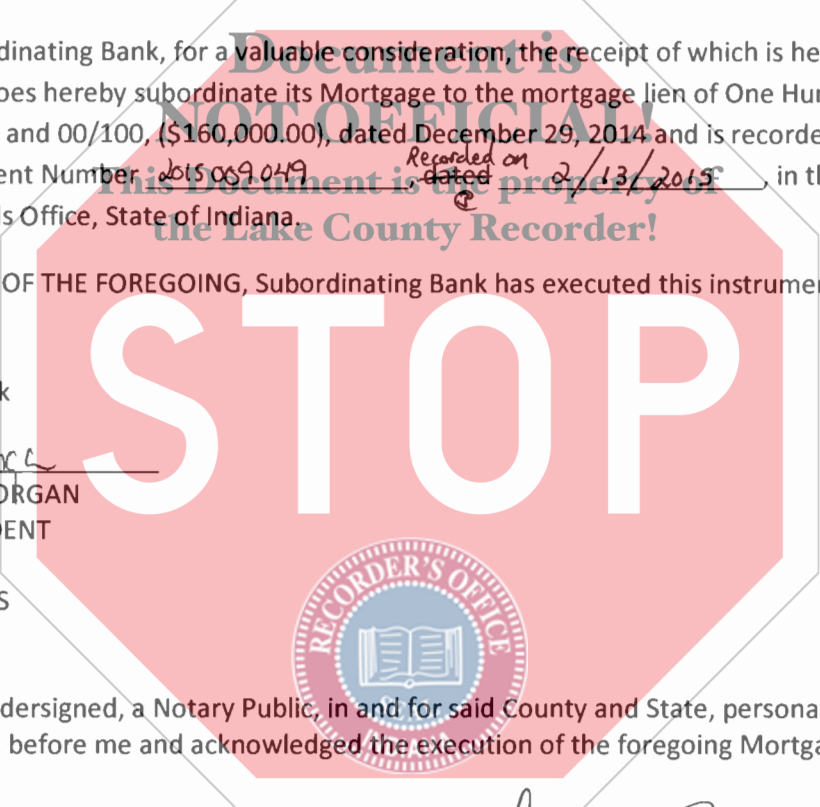 Document is
dinating Bank, for a valuable consideration, the receipt of which is he
oes hereby subordinate its Mortgage to the mortgage lien of One Hun
NOT OFFICIAL!
and 00/100, ($160,000.00), dated December 29, 2014 and is recorde
Recorded on
ent Number 2015 009 049, dated 2/13/2015, in th
This Document is the property of
s Office, State of Indiana.
the Lake County Recorder!
OF THE FOREGOING, Subordinating Bank has executed this instrumen
STOP
k
ORGAN
DENT
S
RECORDER'S OFFICE
SEAL
dersigned, a Notary Public, in and for said County and State, persona
before me and acknowledged the execution of the foregoing Mortga
INDIANA